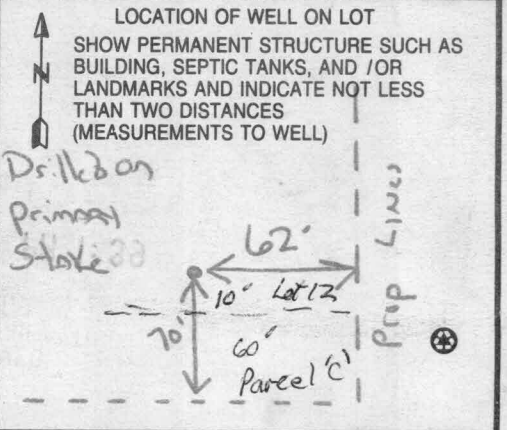 LOCATION OF WELL ON LOT
SHOW PERMANENT STRUCTURE SUCH AS
BUILDING, SEPTIC TANKS, AND /OR
LANDMARKS AND INDICATE NOT LESS
THAN TWO DISTANCES
(MEASUREMENTS TO WELL)
N
Drilled on
primary
Stake
62'
10' Lot 12
70'
60'
Parcel 'C'
Prop Lines